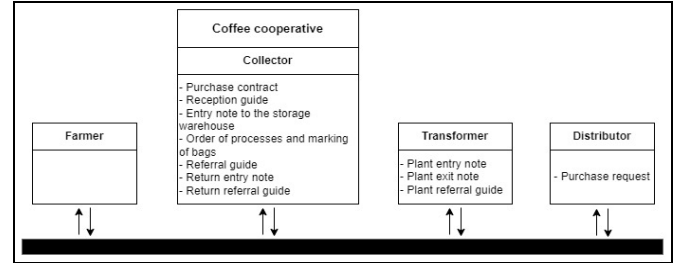 Coffee cooperative
Collector
- Purchase contract
- Reception guide
- Entry note to the storage
warehouse
- Order of processes and marking
of bags
- Referral guide
- Return entry note
- Return referral guide
Farmer
Transformer
- Plant entry note
- Plant exit note
- Plant referral guide
Distributor
- Purchase request